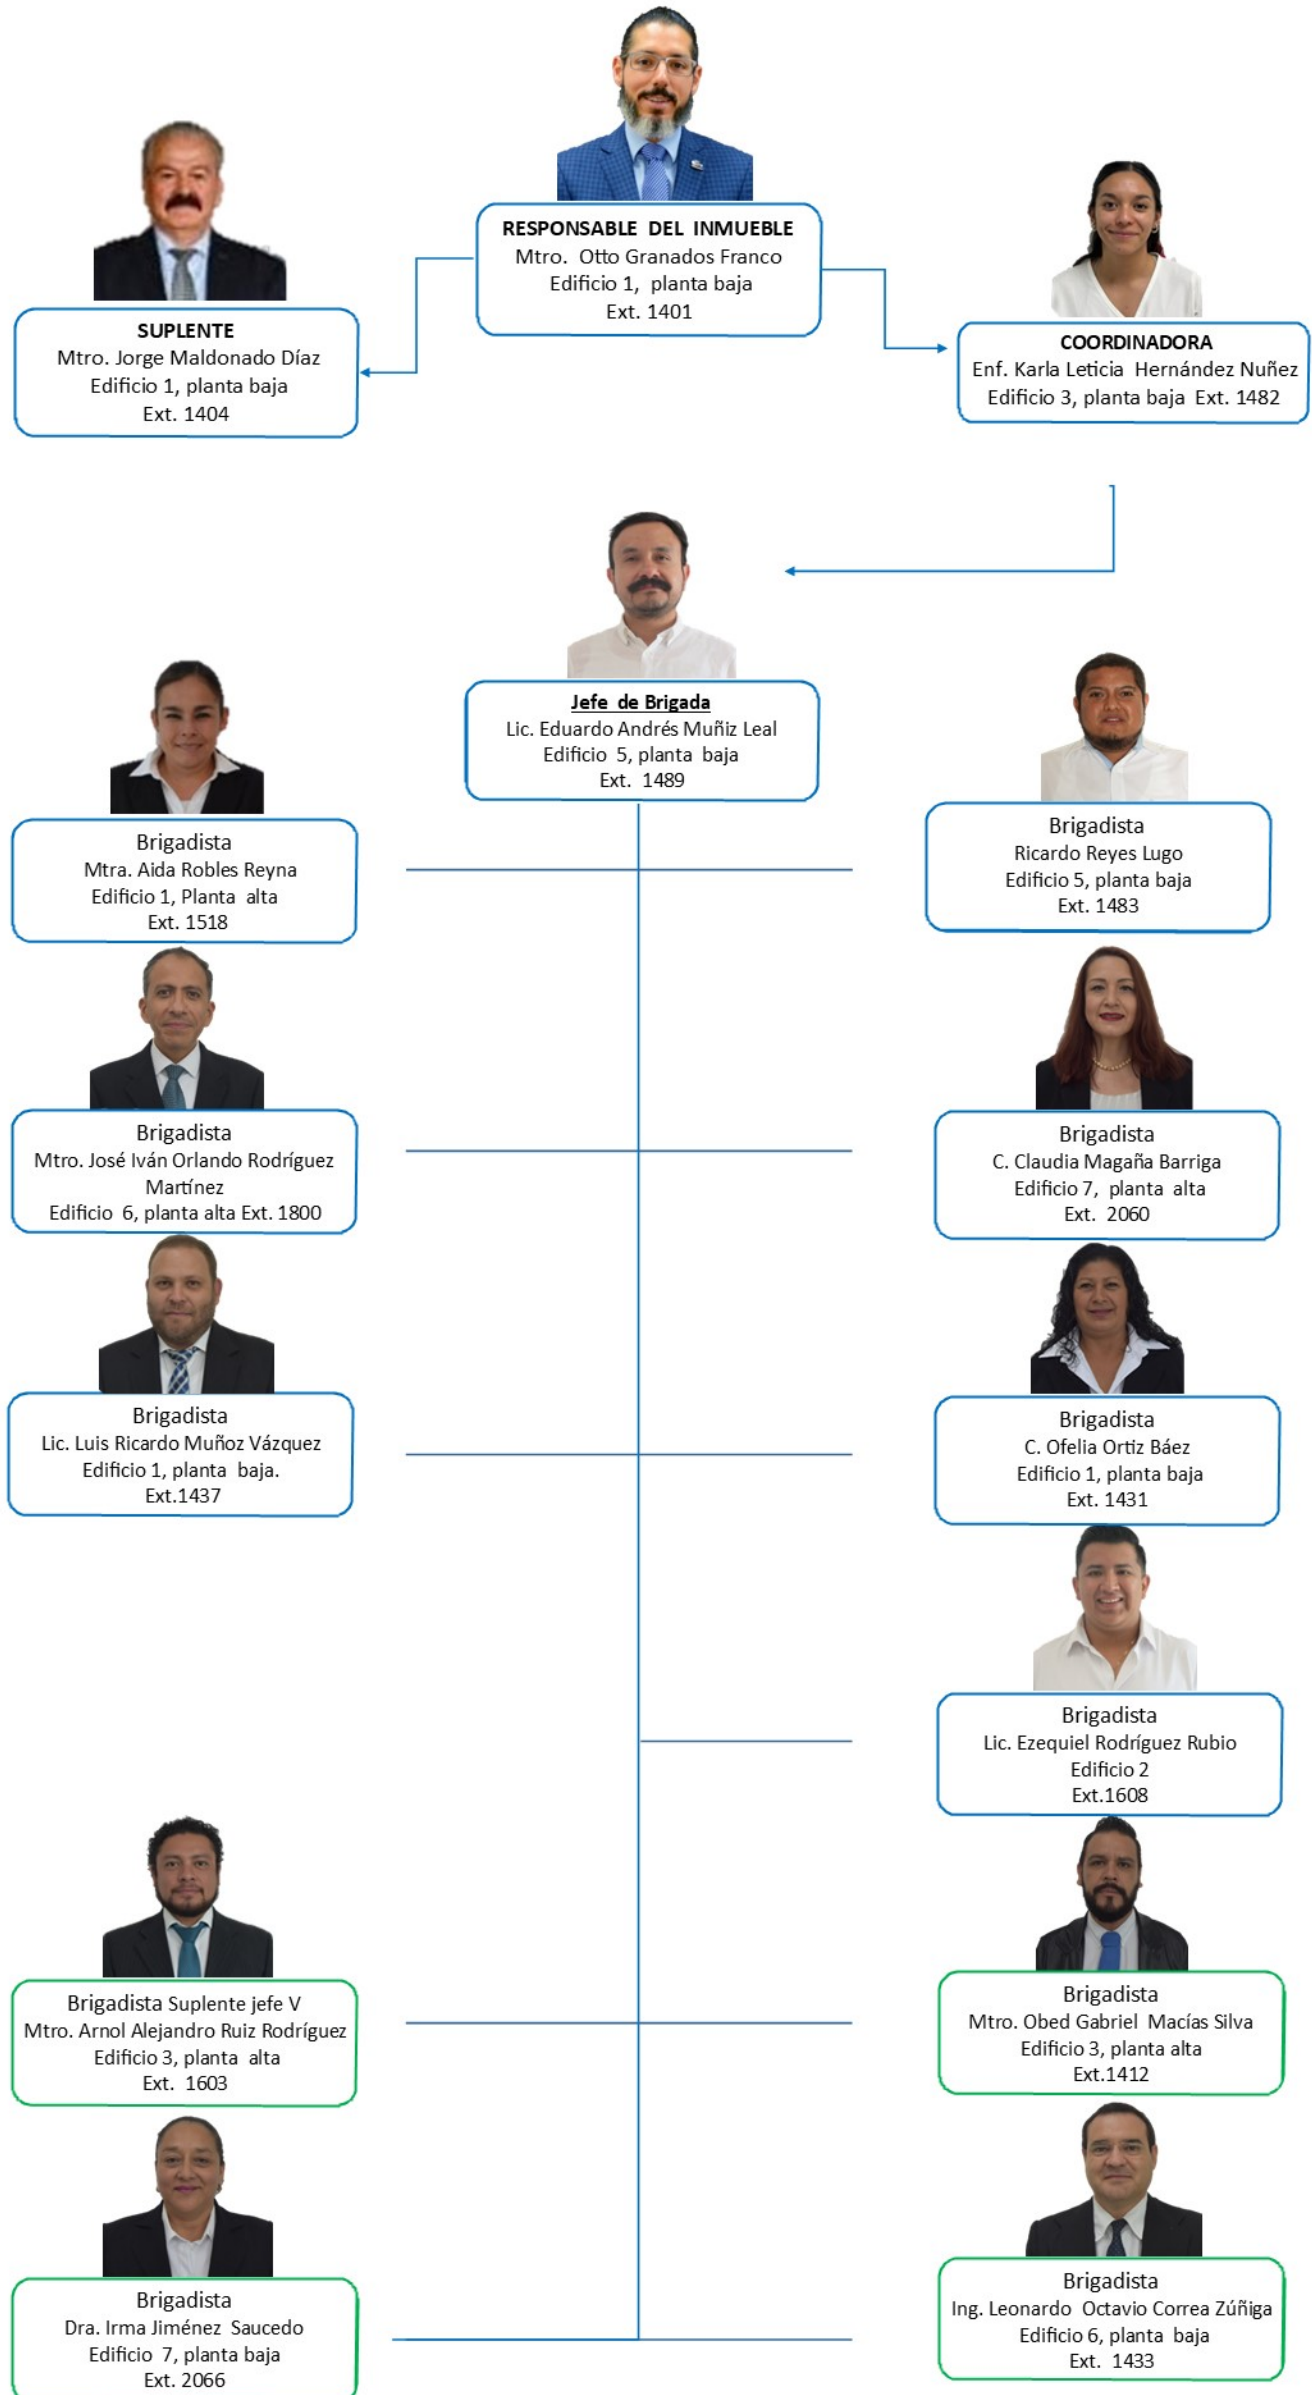 RESPONSABLE DEL INMUEBLE
Mtro. Otto Granados Franco
Edificio 1, planta baja
Ext. 1401
SUPLENTE
Mtro. Jorge Maldonado Díaz
Edificio 1, planta baja
Ext. 1404
COORDINADORA
Enf. Karla Leticia Hernández Nuñez
Edificio 3, planta baja Ext. 1482
Jefe de Brigada
Lic. Eduardo Andrés Muñiz Leal
Edificio 5, planta baja
Ext. 1489
Brigadista
Mtra. Aida Robles Reyna
Edificio 1, Planta alta
Ext. 1518
Brigadista
Ricardo Reyes Lugo
Edificio 5, planta baja
Ext. 1483
Brigadista
Mtro. José Iván Orlando Rodríguez
Martínez
Edificio 6, planta alta Ext. 1800
Brigadista
C. Claudia Magaña Barriga
Edificio 7, planta alta
Ext. 2060
Brigadista
Lic. Luis Ricardo Muñoz Vázquez
Edificio 1, planta baja.
Ext.1437
Brigadista
C. Ofelia Ortiz Báez
Edificio 1, planta baja
Ext. 1431
Brigadista
Lic. Ezequiel Rodríguez Rubio
Edificio 2
Ext.1608
Brigadista Suplente jefe V
Mtro. Arnol Alejandro Ruiz Rodríguez
Edificio 3, planta alta
Ext. 1603
Brigadista
Mtro. Obed Gabriel Macías Silva
Edificio 3, planta alta
Ext.1412
Brigadista
Dra. Irma Jiménez Saucedo
Edificio 7, planta baja
Ext. 2066
Brigadista
Ing. Leonardo Octavio Correa Zúñiga
Edificio 6, planta baja
Ext. 1433